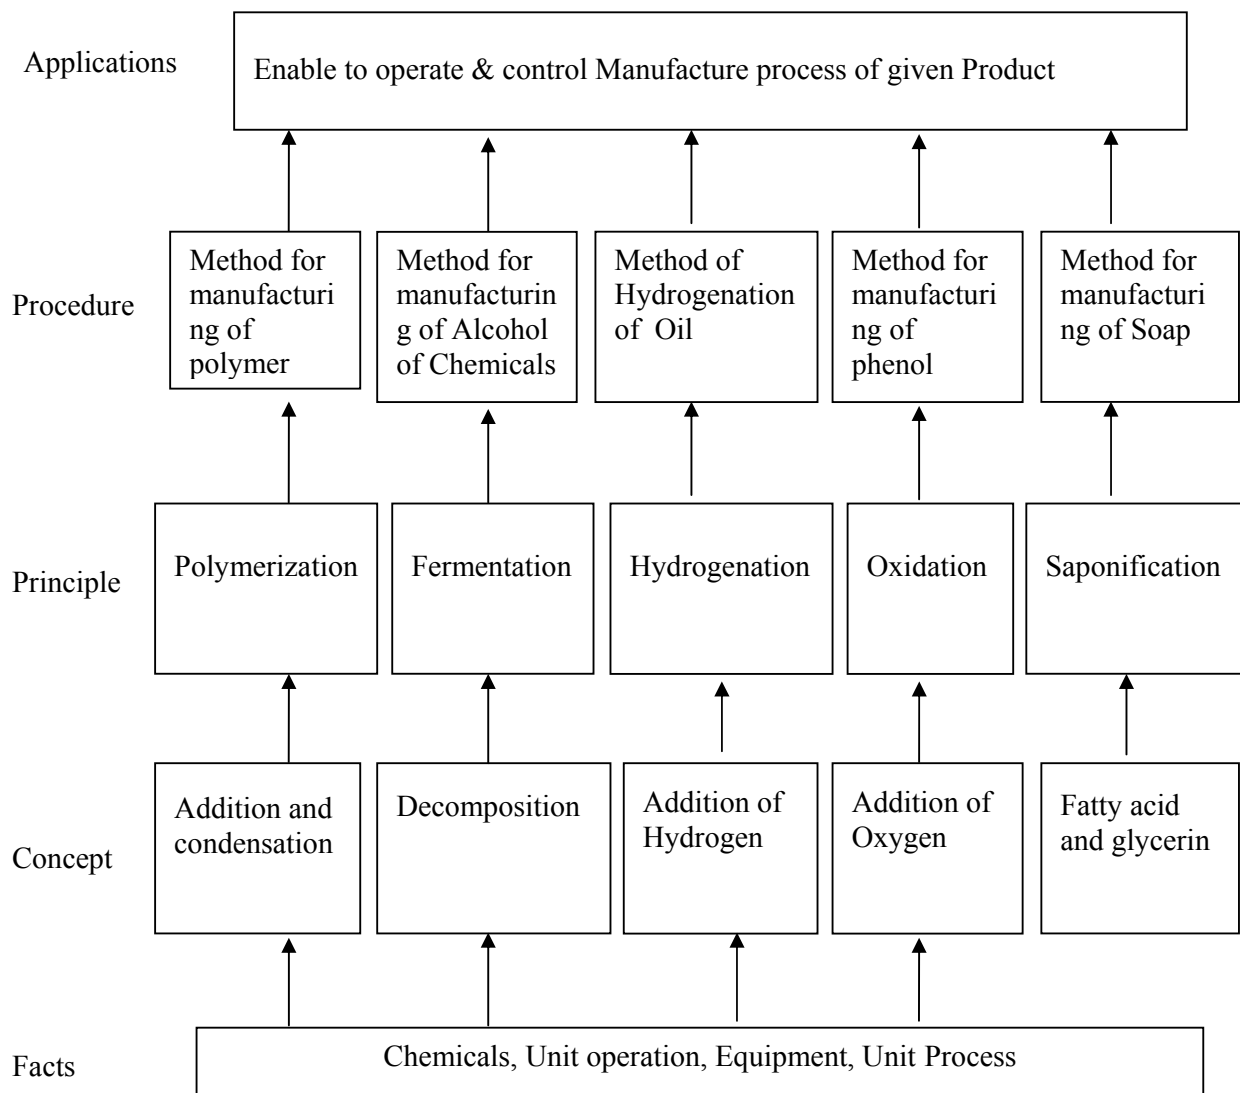 Applications
Enable to operate & control Manufacture process of given Product
Procedure
Method for
manufacturi
ng of
polymer
Method for
manufacturin
g of Alcohol
of Chemicals
Method of
Hydrogenation
of Oil
Method for
manufacturi
ng of
phenol
Method for
manufacturi
ng of Soap
Principle
Polymerization
Fermentation
Hydrogenation
Oxidation
Saponification
Concept
Addition and
condensation
Decomposition
Addition of
Hydrogen
Addition of
Oxygen
Fatty acid
and glycerin
Facts
Chemicals, Unit operation, Equipment, Unit Process